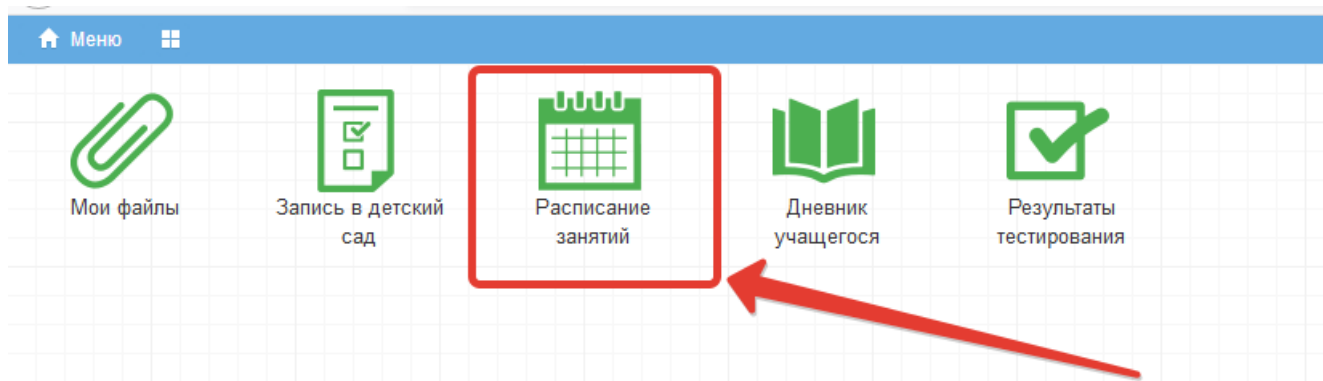 Меню
Мои файлы
Запись в детский
сад
Расписание
занятий
Дневник
учащегося
Результаты
тестирования